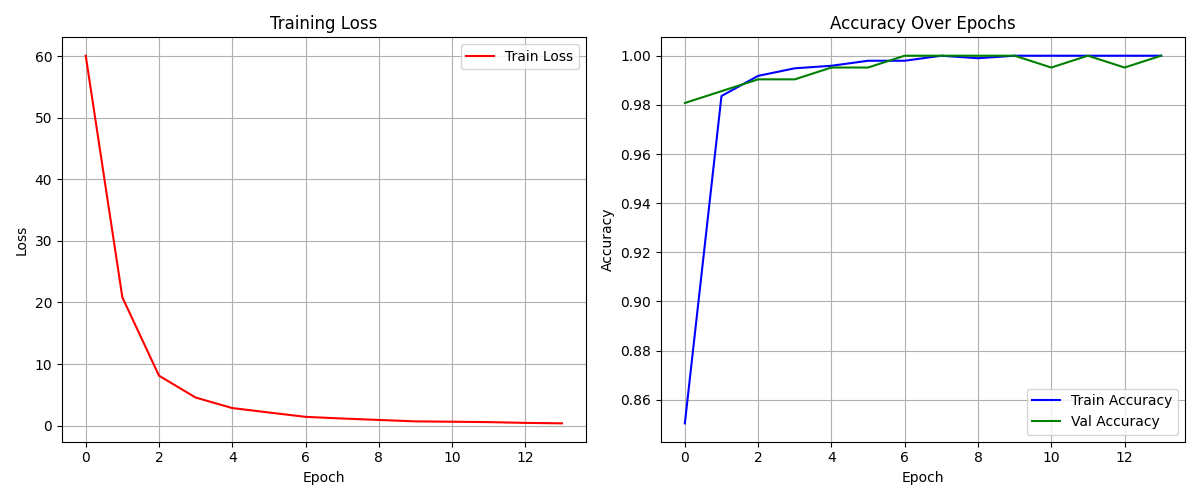 Training Loss
60
50
40
30
20
10
0
Loss
0 2 4 6 8 10 12
Epoch
Train Loss
Accuracy Over Epochs
1.00
0.98
0.96
0.94
0.92
0.90
0.88
0.86
Accuracy
0 2 4 6 8 10 12
Epoch
Train Accuracy
Val Accuracy